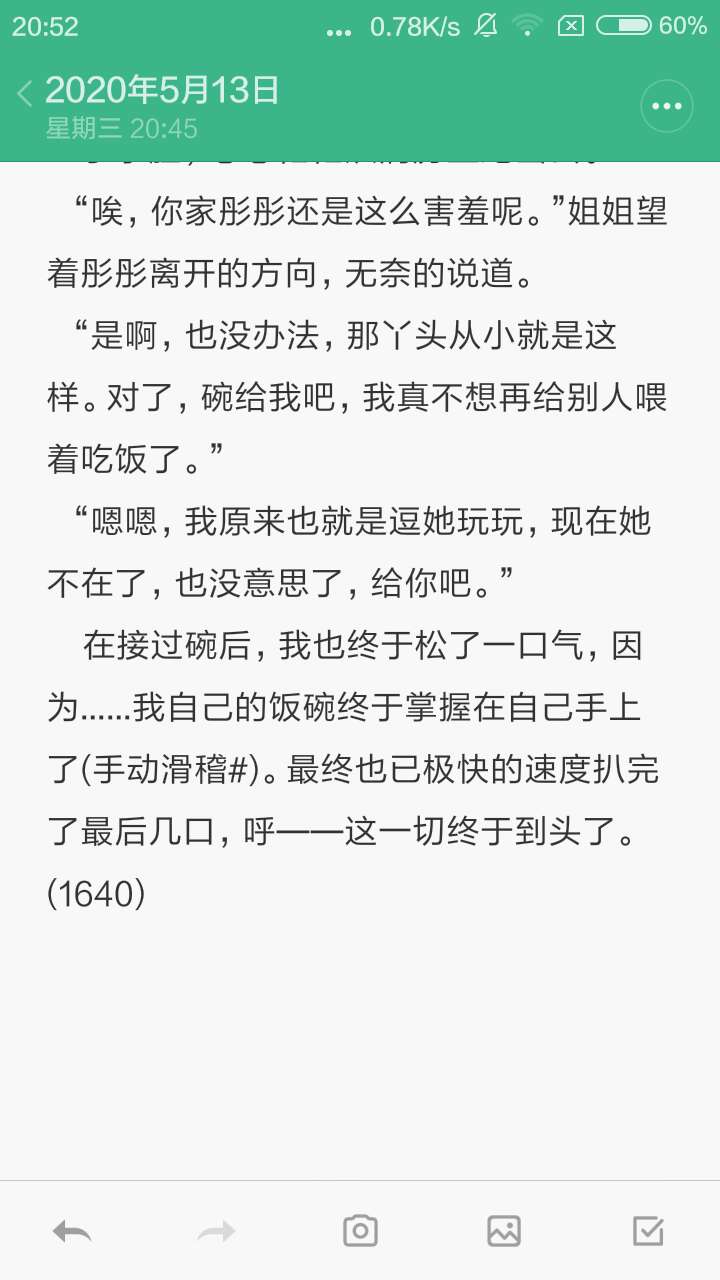 20:52 ... 0.78K/s 60%
2020年5月13日
星期三 20:45
“唉，你家彤彤还是这么害羞呢。”姐姐望
着彤彤离开的方向，无奈的说道。
“是啊，也没办法，那丫头从小就是这
样。对了，碗给我吧，我真不想再给别人喂
着吃饭了。”
“嗯嗯，我原来也就是逗她玩玩，现在她
不在了，也没意思了，给你吧。”
在接过碗后，我也终于松了一口气，因
为......我自己的饭碗终于掌握在自己手上
了(手动滑稽#)。最终也已极快的速度扒完
了最后几口，呼——这一切终于到头了。
(1640)